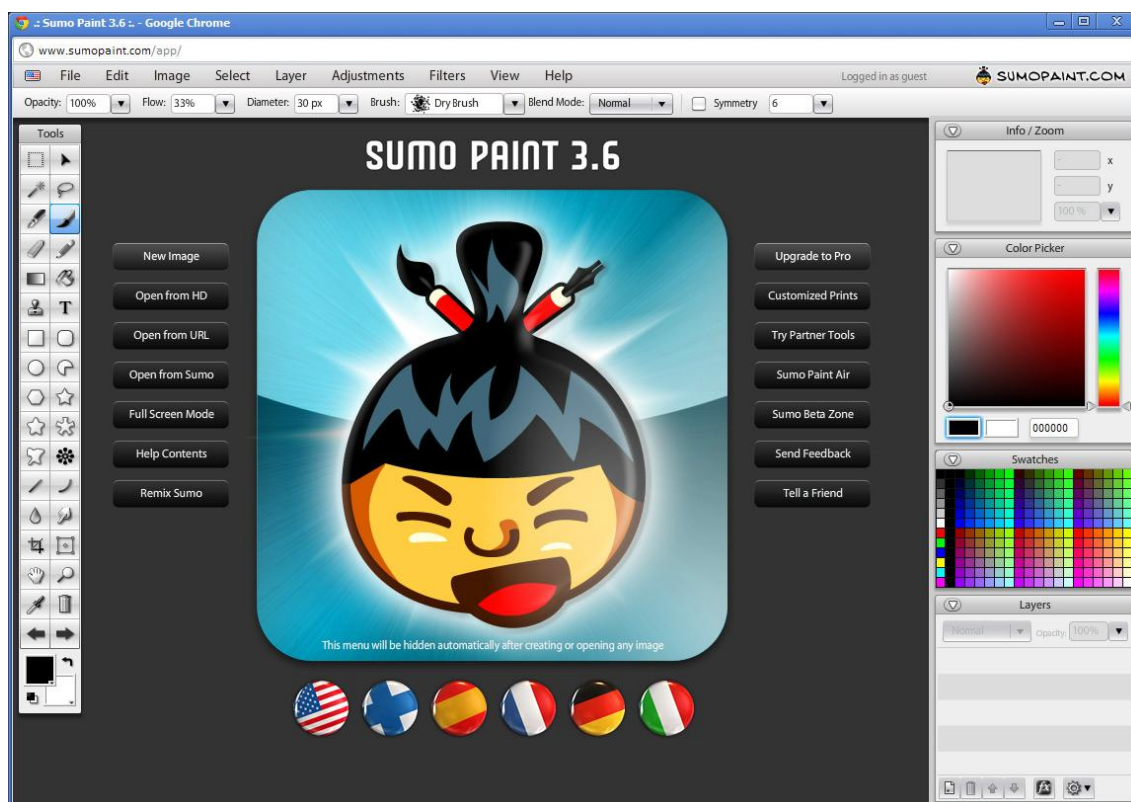 .: Sumo Paint 3.6 :. - Google Chrome
www.sumopaint.com/app/
File Edit Image Select Layer Adjustments Filters View Help Logged in as guest SUMOPAINT.COM
Opacity: 100% Flow: 33% Diameter: 30 px Brush: Dry Brush Blend Mode: Normal Symmetry 6
Tools
T
SUMO PAINT 3.6
New Image
Open from HD
Open from URL
Open from Sumo
Full Screen Mode
Help Contents
Remix Sumo
Upgrade to Pro
Customized Prints
Try Partner Tools
Sumo Paint Air
Sumo Beta Zone
Send Feedback
Tell a Friend
This menu will be hidden automatically after creating or opening any image
Info / Zoom
- x
- y
100 %
Color Picker
000000
Swatches
Layers
Normal Opacity: 100%
fx